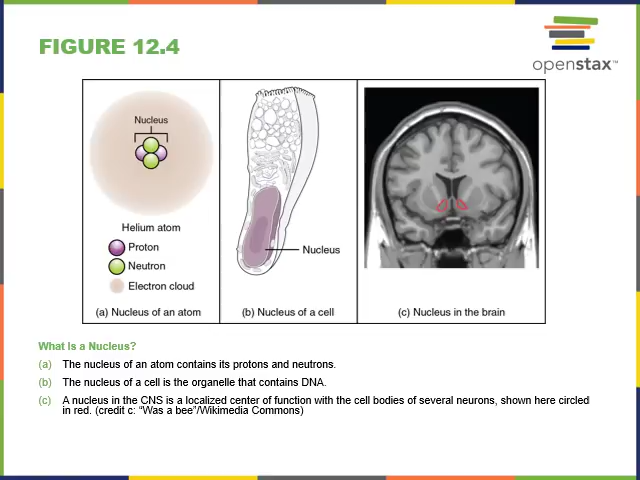 FIGURE 12.4
openstax™
Nucleus
Helium atom
Proton
Neutron
Electron cloud
(a) Nucleus of an atom
Nucleus
(b) Nucleus of a cell
(c) Nucleus in the brain
What Is a Nucleus?
(a) The nucleus of an atom contains its protons and neutrons.
(b) The nucleus of a cell is the organelle that contains DNA.
(c) A nucleus in the CNS is a localized center of function with the cell bodies of several neurons, shown here circled
in red. (credit c: “Was a bee”/Wikimedia Commons)